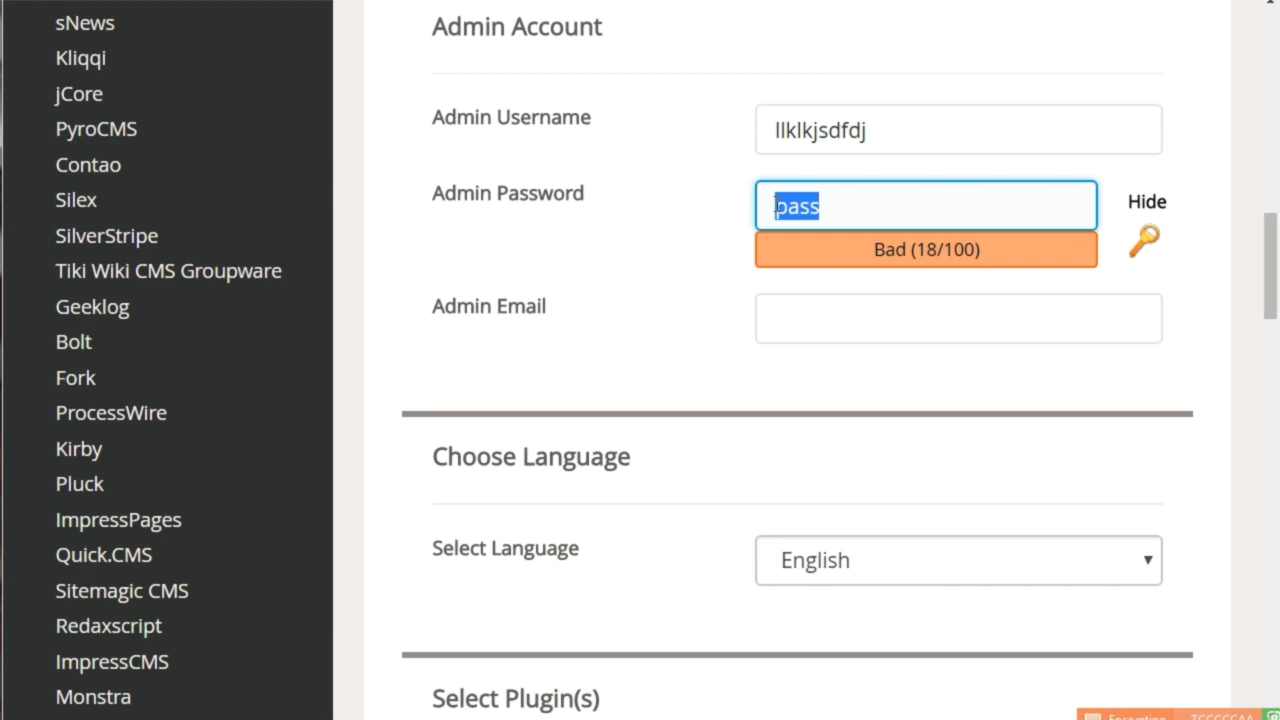 sNews
Kliqqi
jCore
PyroCMS
Contao
Silex
SilverStripe
Tiki Wiki CMS Groupware
Geeklog
Bolt
Fork
ProcessWire
Kirby
Pluck
ImpressPages
Quick.CMS
Sitemagic CMS
Redaxscript
ImpressCMS
Monstra
Admin Account
Admin Username
llklkjsdfdj
Admin Password
pass
Hide
Bad (18/100)
Admin Email
Choose Language
Select Language
English
Select Plugin(s)